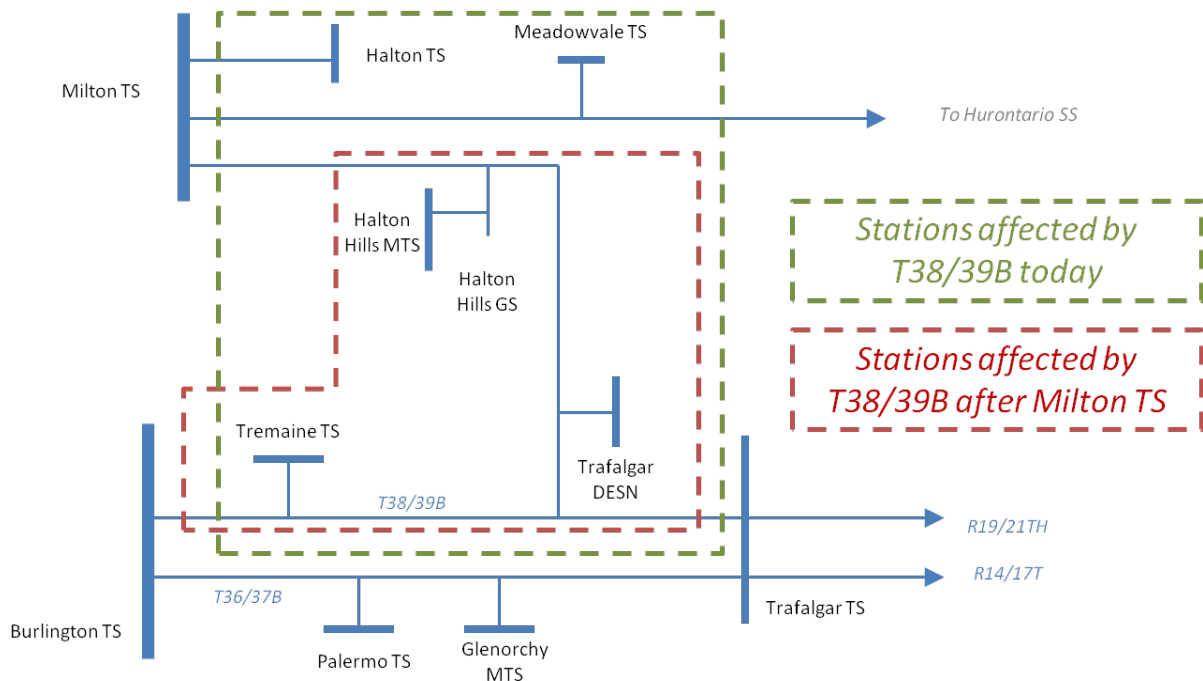 Meadowvale TS
Halton TS
Milton TS
To Hurontario SS
Halton
Hills MTS
Halton
Hills GS
Stations affected by
T38/39B today
Stations affected by
T38/39B after Milton TS
Tremaine TS
Trafalgar
DESN
T38/39B
R19/21TH
R14/17T
T36/37B
Trafalgar TS
Burlington TS
Palermo TS
Glenorchy
MTS